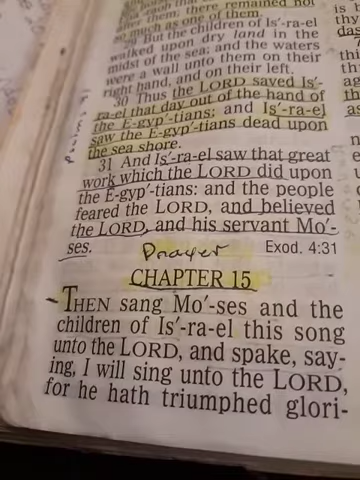 after them; there remained not
so much as one of them.
29 But the children of Is'-ra-el
walked upon dry land in the
midst of the sea: and the waters
were a wall unto them on their
right hand, and on their left.
30 Thus the LORD saved Is'-
ra-el that day out of the hand of
the E-gyp'-tians; and Is'-ra-el
saw the E-gyp'-tians dead upon
the sea shore.
31 And Is'-ra-el saw that great
work which the LORD did upon
the E-gyp'-tians: and the people
feared the LORD, and believed
the LORD, and his servant Mo'-
ses.
Exod. 4:31
Prayer
CHAPTER 15
THEN sang Mo'-ses and the
children of Is'-ra-el this song
unto the LORD, and spake, say-
ing, I will sing unto the LORD,
for he hath triumphed glori-